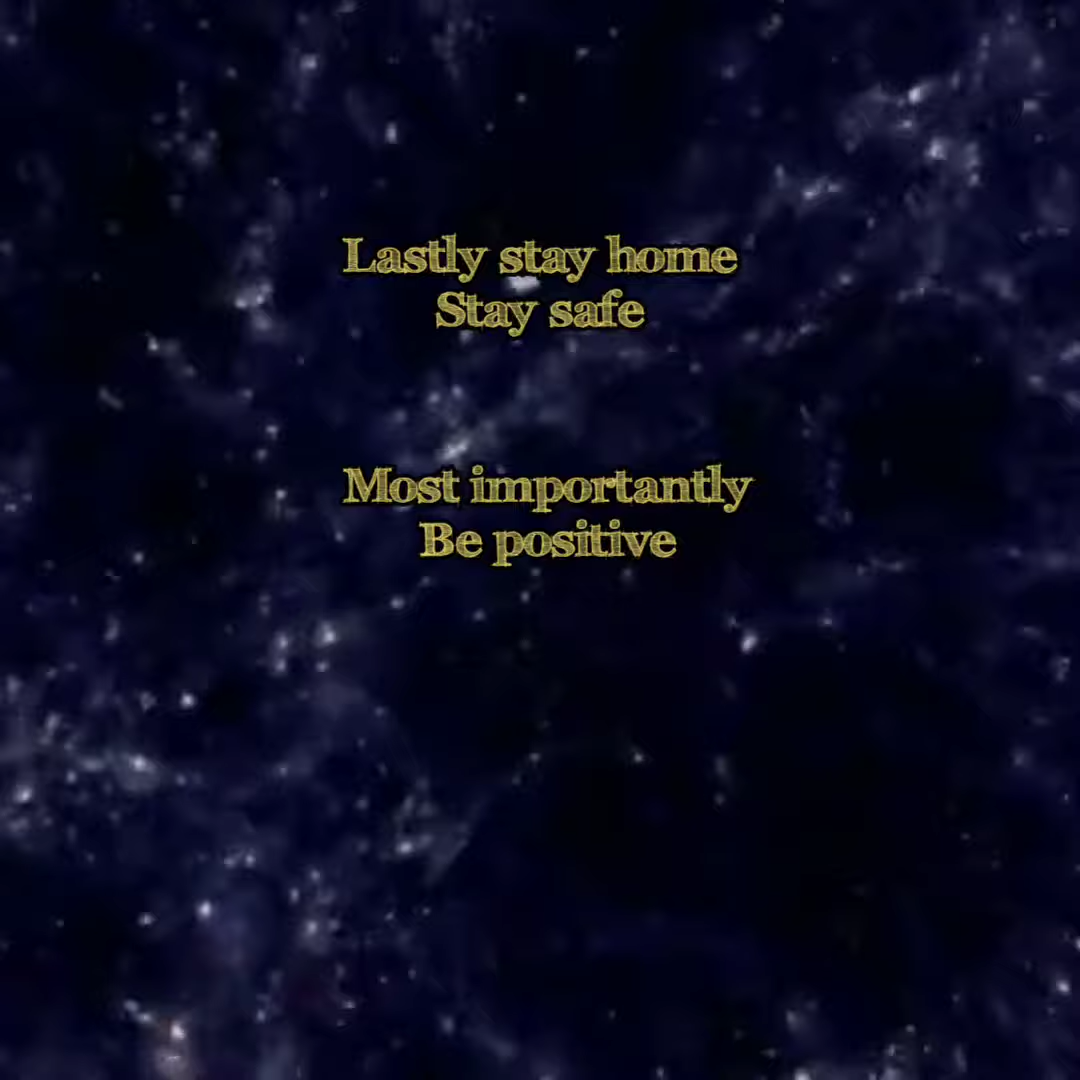 Lastly stay home
Stay safe
Most importantly
Be positive